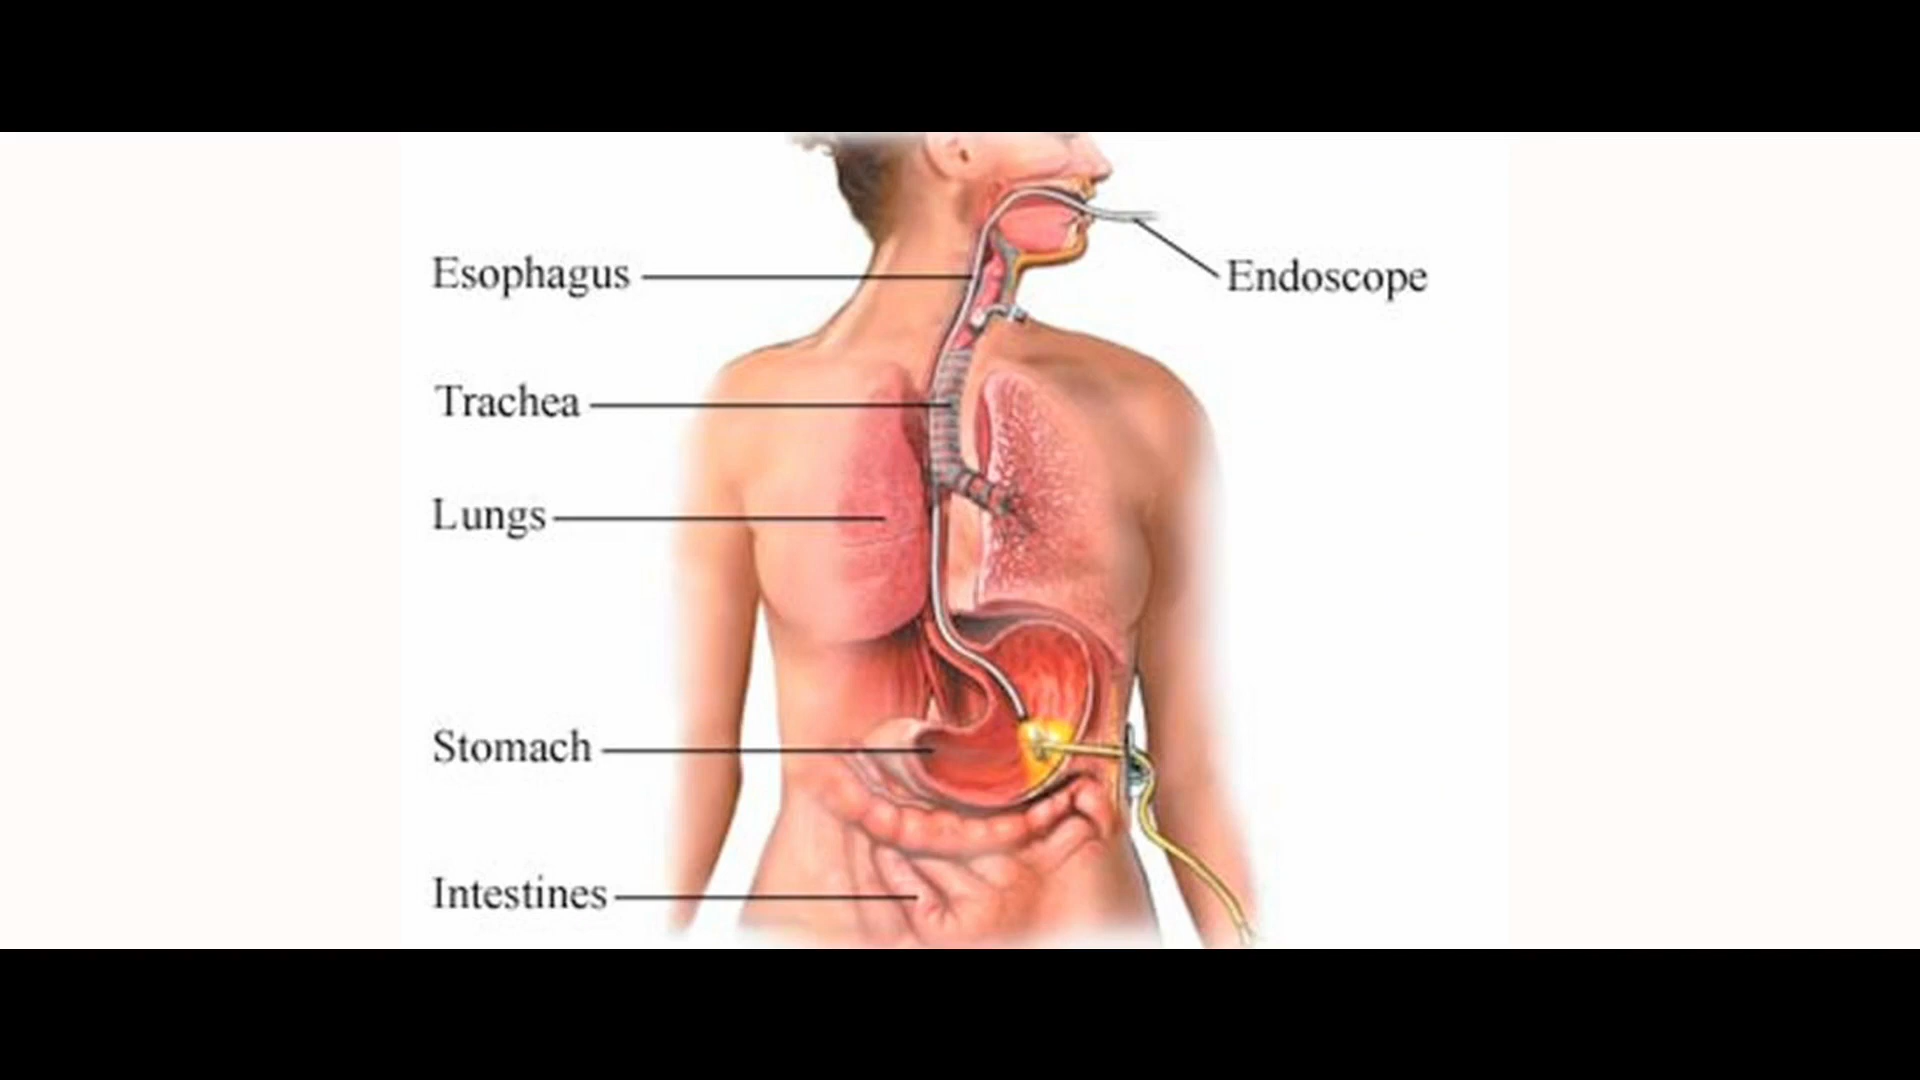 Esophagus
Endoscope
Trachea
Lungs
Stomach
Intestines